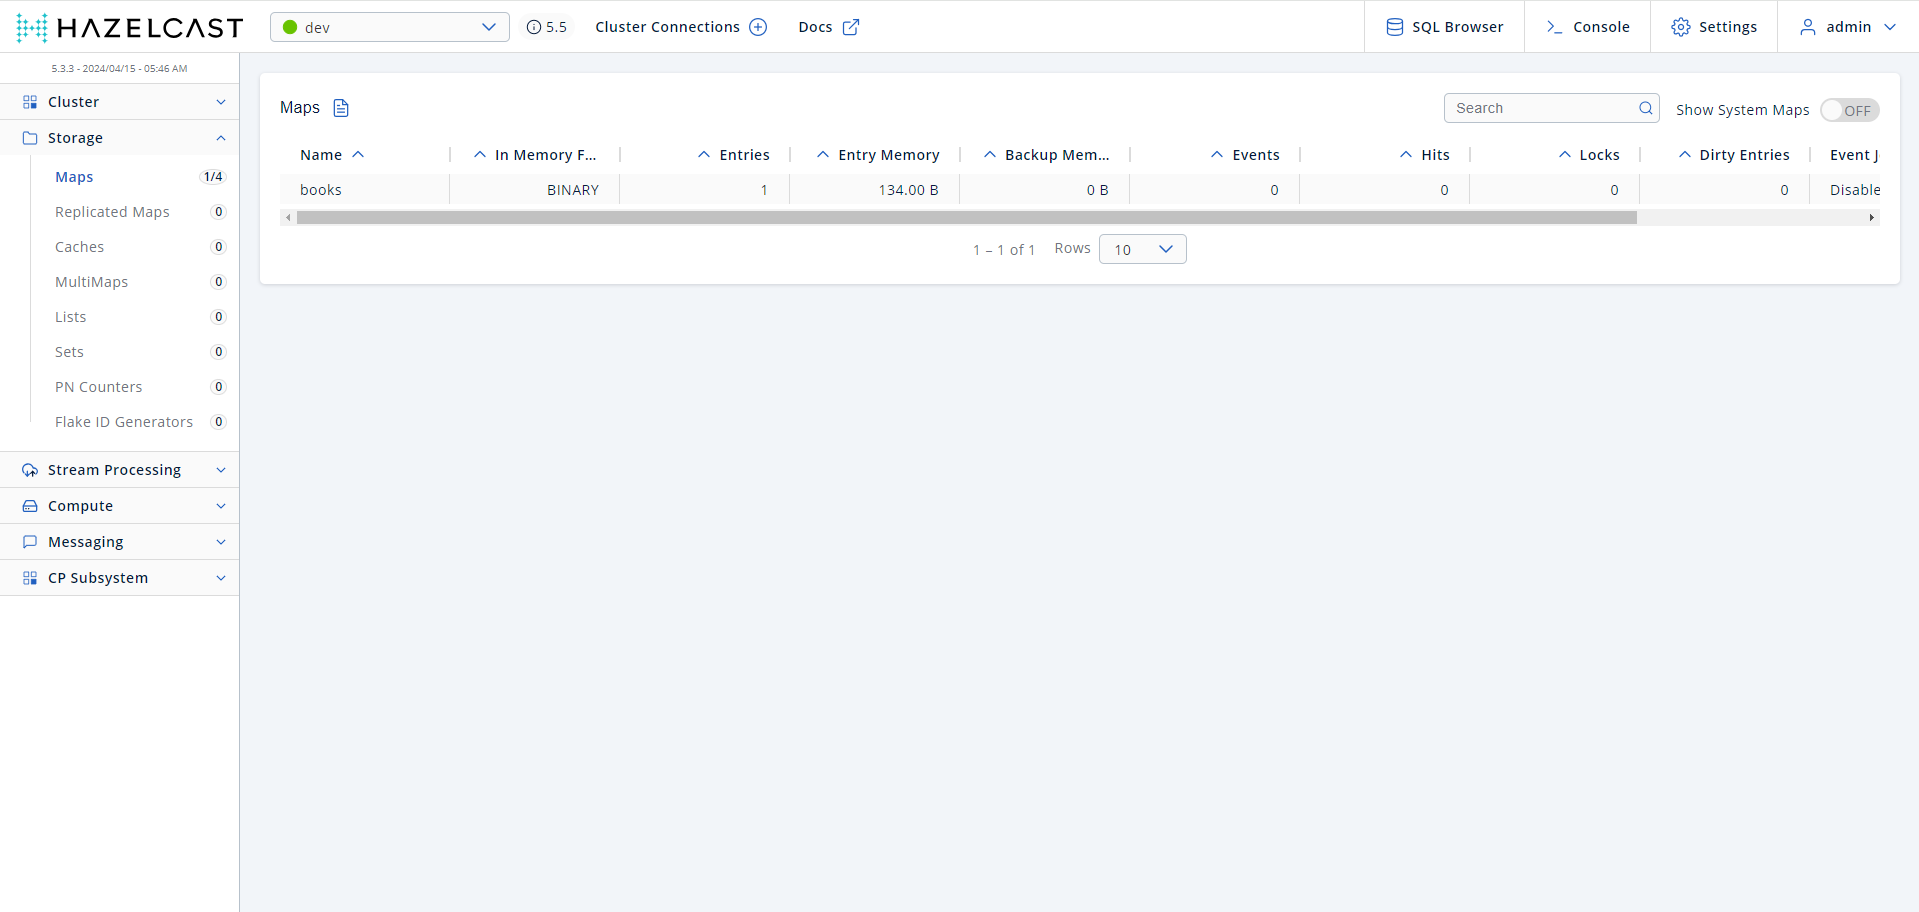 HAZELCAST dev 5.5 Cluster Connections Docs SQL Browser Console Settings admin
5.3.3 - 2024/04/15 - 05:46 AM
Cluster
Storage
Maps 1/4
Replicated Maps 0
Caches 0
MultiMaps 0
Lists 0
Sets 0
PN Counters 0
Flake ID Generators 0
Stream Processing
Compute
Messaging
CP Subsystem
Maps Search Show System Maps OFF
Name In Memory F... Entries Entry Memory Backup Mem... Events Hits Locks Dirty Entries Event J
books BINARY 1 134.00 B 0 B 0 0 0 0 Disable
1 – 1 of 1 Rows 10